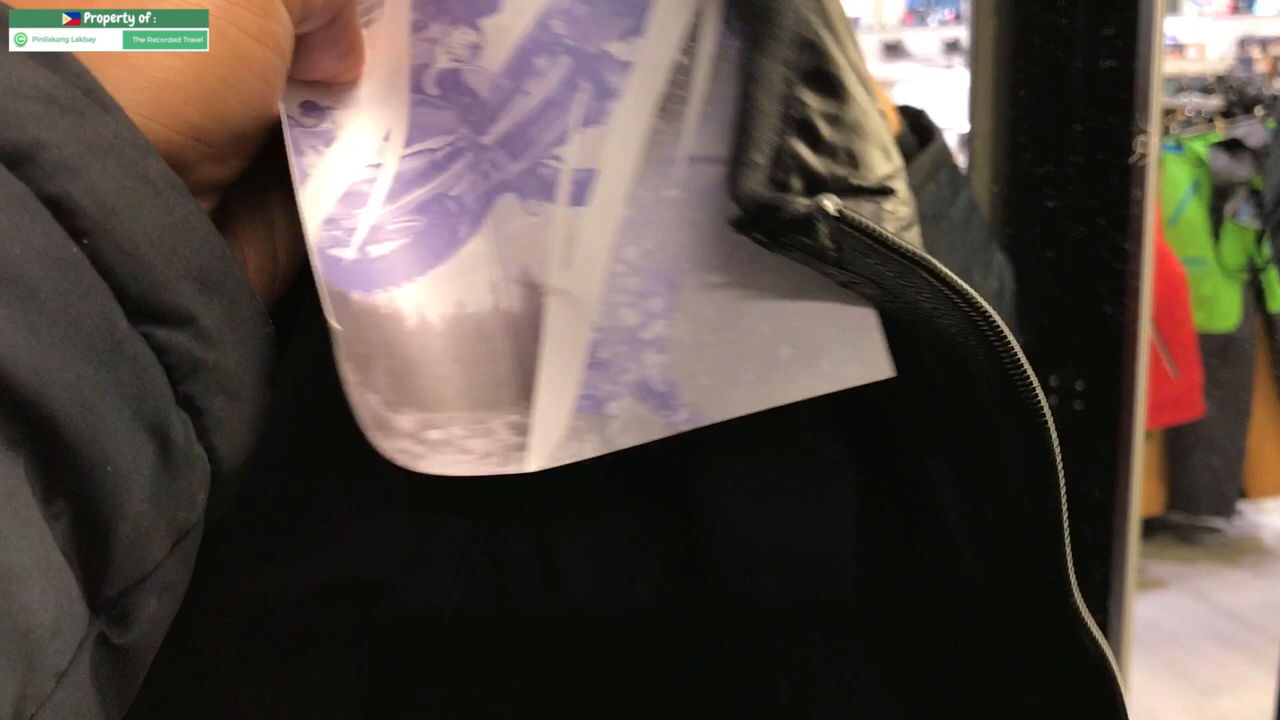 Property of :
© Pinilakang Lakbay
The Recorded Travel